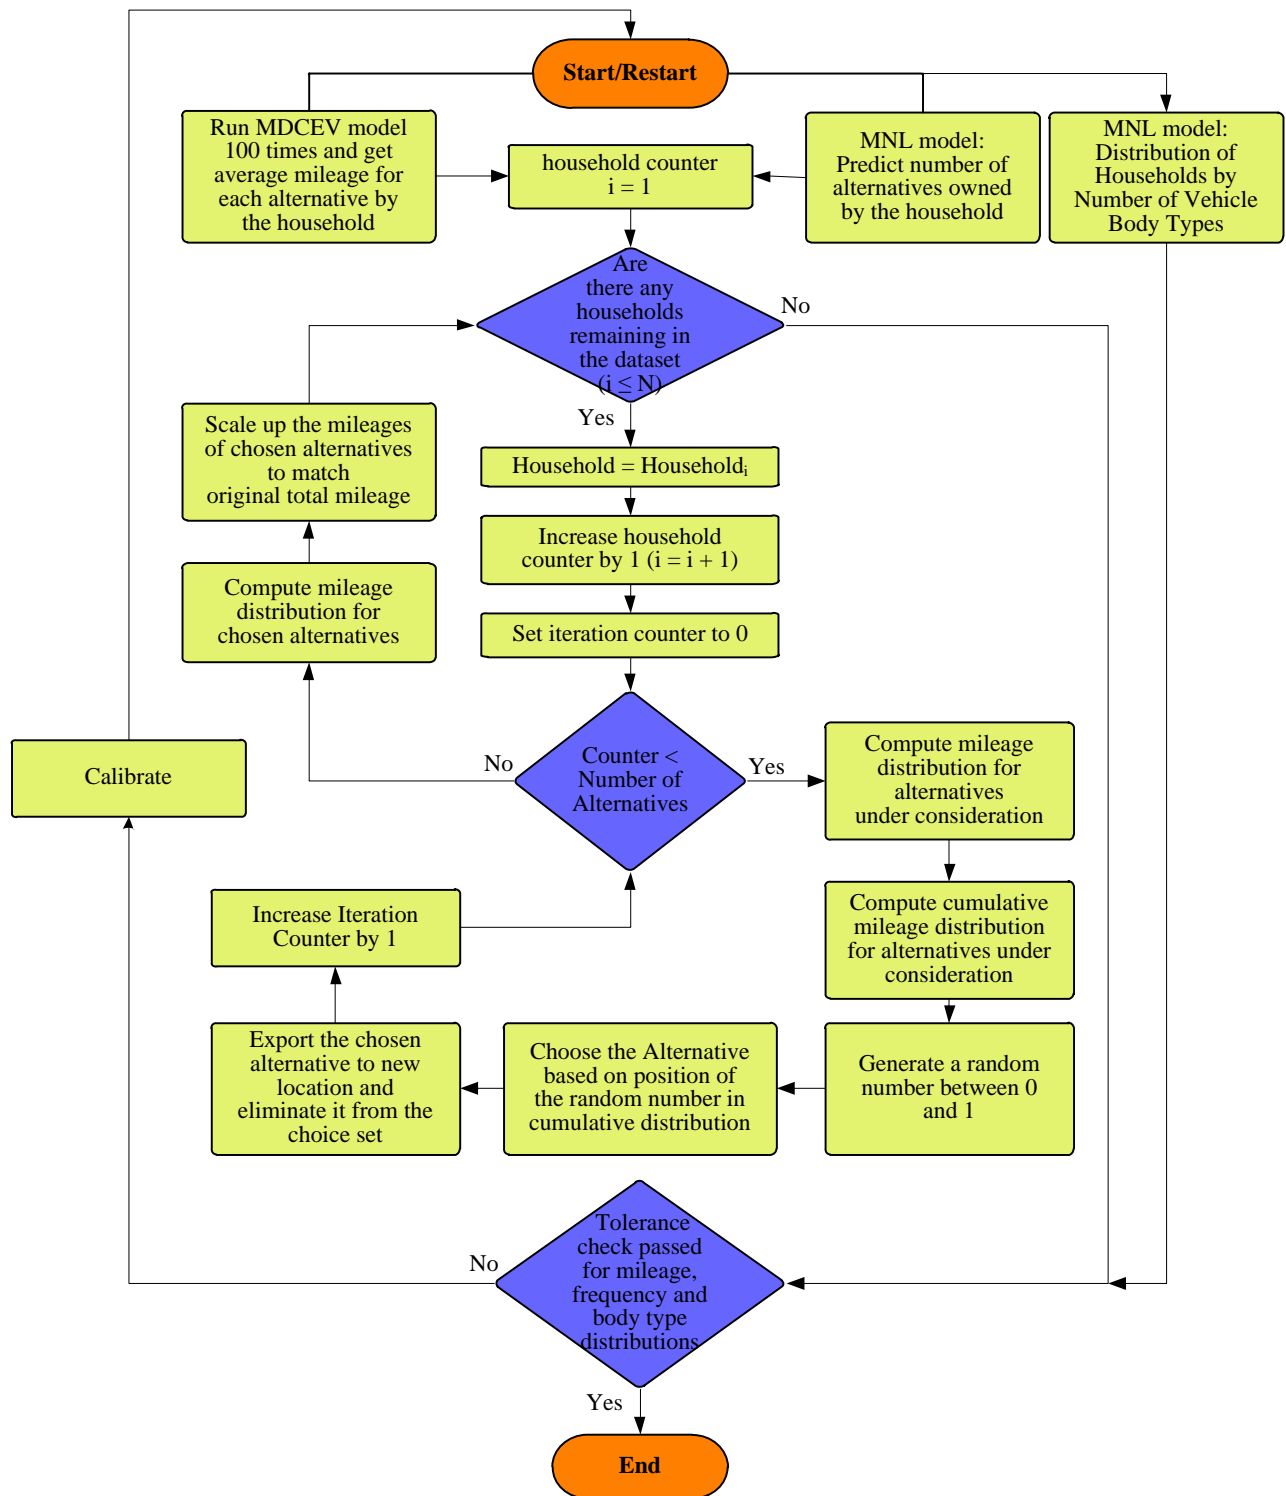 Start/Restart
Run MDCEV model
100 times and get
average mileage for
each alternative by
the household
household counter
i = 1
MNL model:
Predict number of
alternatives owned
by the household
MNL model:
Distribution of
Households by
Number of Vehicle
Body Types
Are
there any
households
remaining in
the dataset
(i ≤ N)
No
Yes
Scale up the mileages
of chosen alternatives
to match
original total mileage
Household = Householdᵢ
Increase household
counter by 1 (i = i + 1)
Compute mileage
distribution for
chosen alternatives
Set iteration counter to 0
Calibrate
No
Counter <
Number of
Alternatives
Yes
Compute mileage
distribution for
alternatives
under consideration
Increase Iteration
Counter by 1
Compute cumulative
mileage distribution
for alternatives under
consideration
Export the chosen
alternative to new
location and
eliminate it from the
choice set
Choose the Alternative
based on position of
the random number in
cumulative distribution
Generate a random
number between 0
and 1
No
Tolerance
check passed
for mileage,
frequency and
body type
distributions
Yes
End